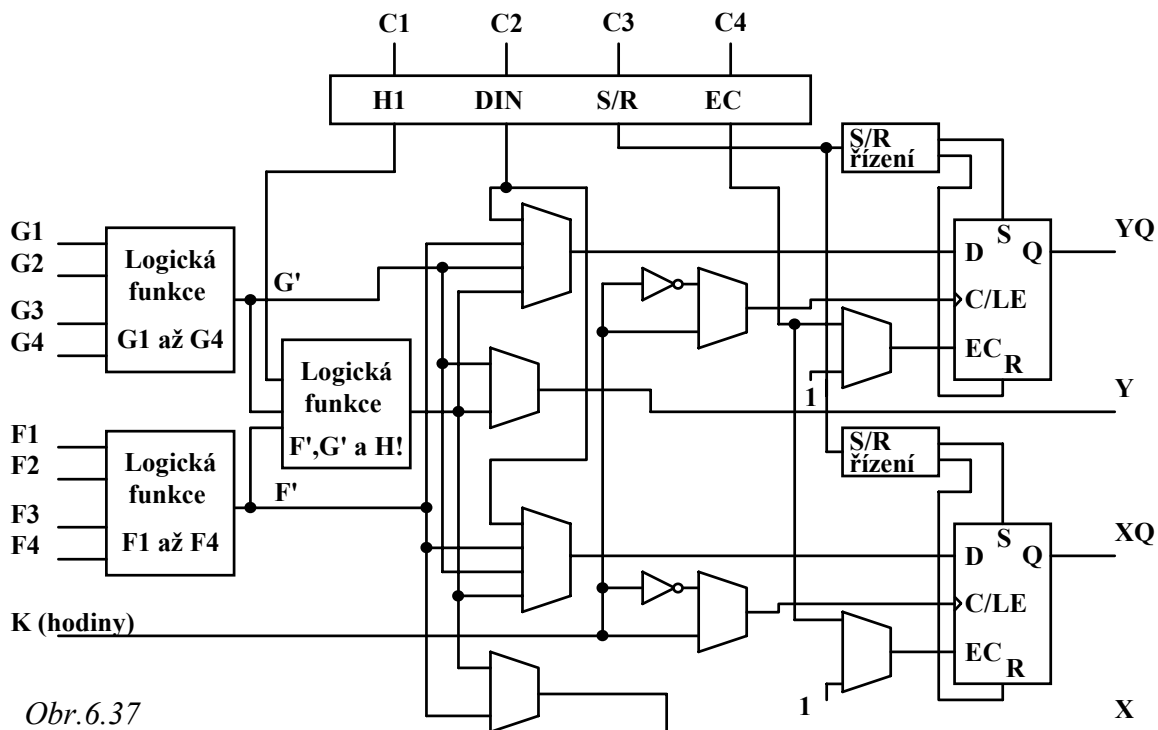 C1 C2 C3 C4
H1 DIN S/R EC
S/R
řízení
G1
G2
G3
G4
Logická
funkce
G1 až G4
G'
S
D Q
C/LE
EC
R
YQ
1
Y
Logická
funkce
F',G' a H!
F1
F2
F3
F4
Logická
funkce
F1 až F4
F'
S/R
řízení
S
D Q
C/LE
EC
R
XQ
K (hodiny)
1
X
Obr.6.37